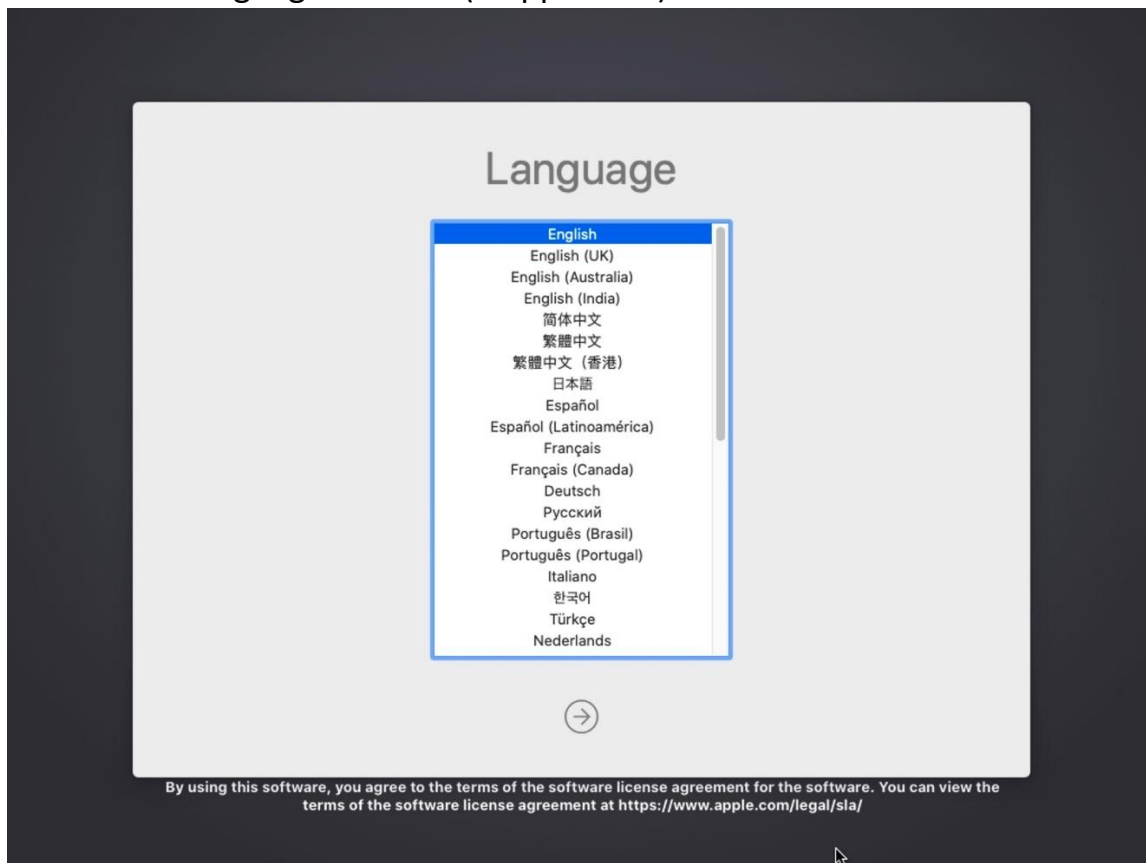 Language
English
English (UK)
English (Australia)
English (India)
简体中文
繁體中文
繁體中文（香港）
日本語
Español
Español (Latinoamérica)
Français
Français (Canada)
Deutsch
Русский
Português (Brasil)
Português (Portugal)
Italiano
한국어
Türkçe
Nederlands
By using this software, you agree to the terms of the software license agreement for the software. You can view the
terms of the software license agreement at https://www.apple.com/legal/sla/